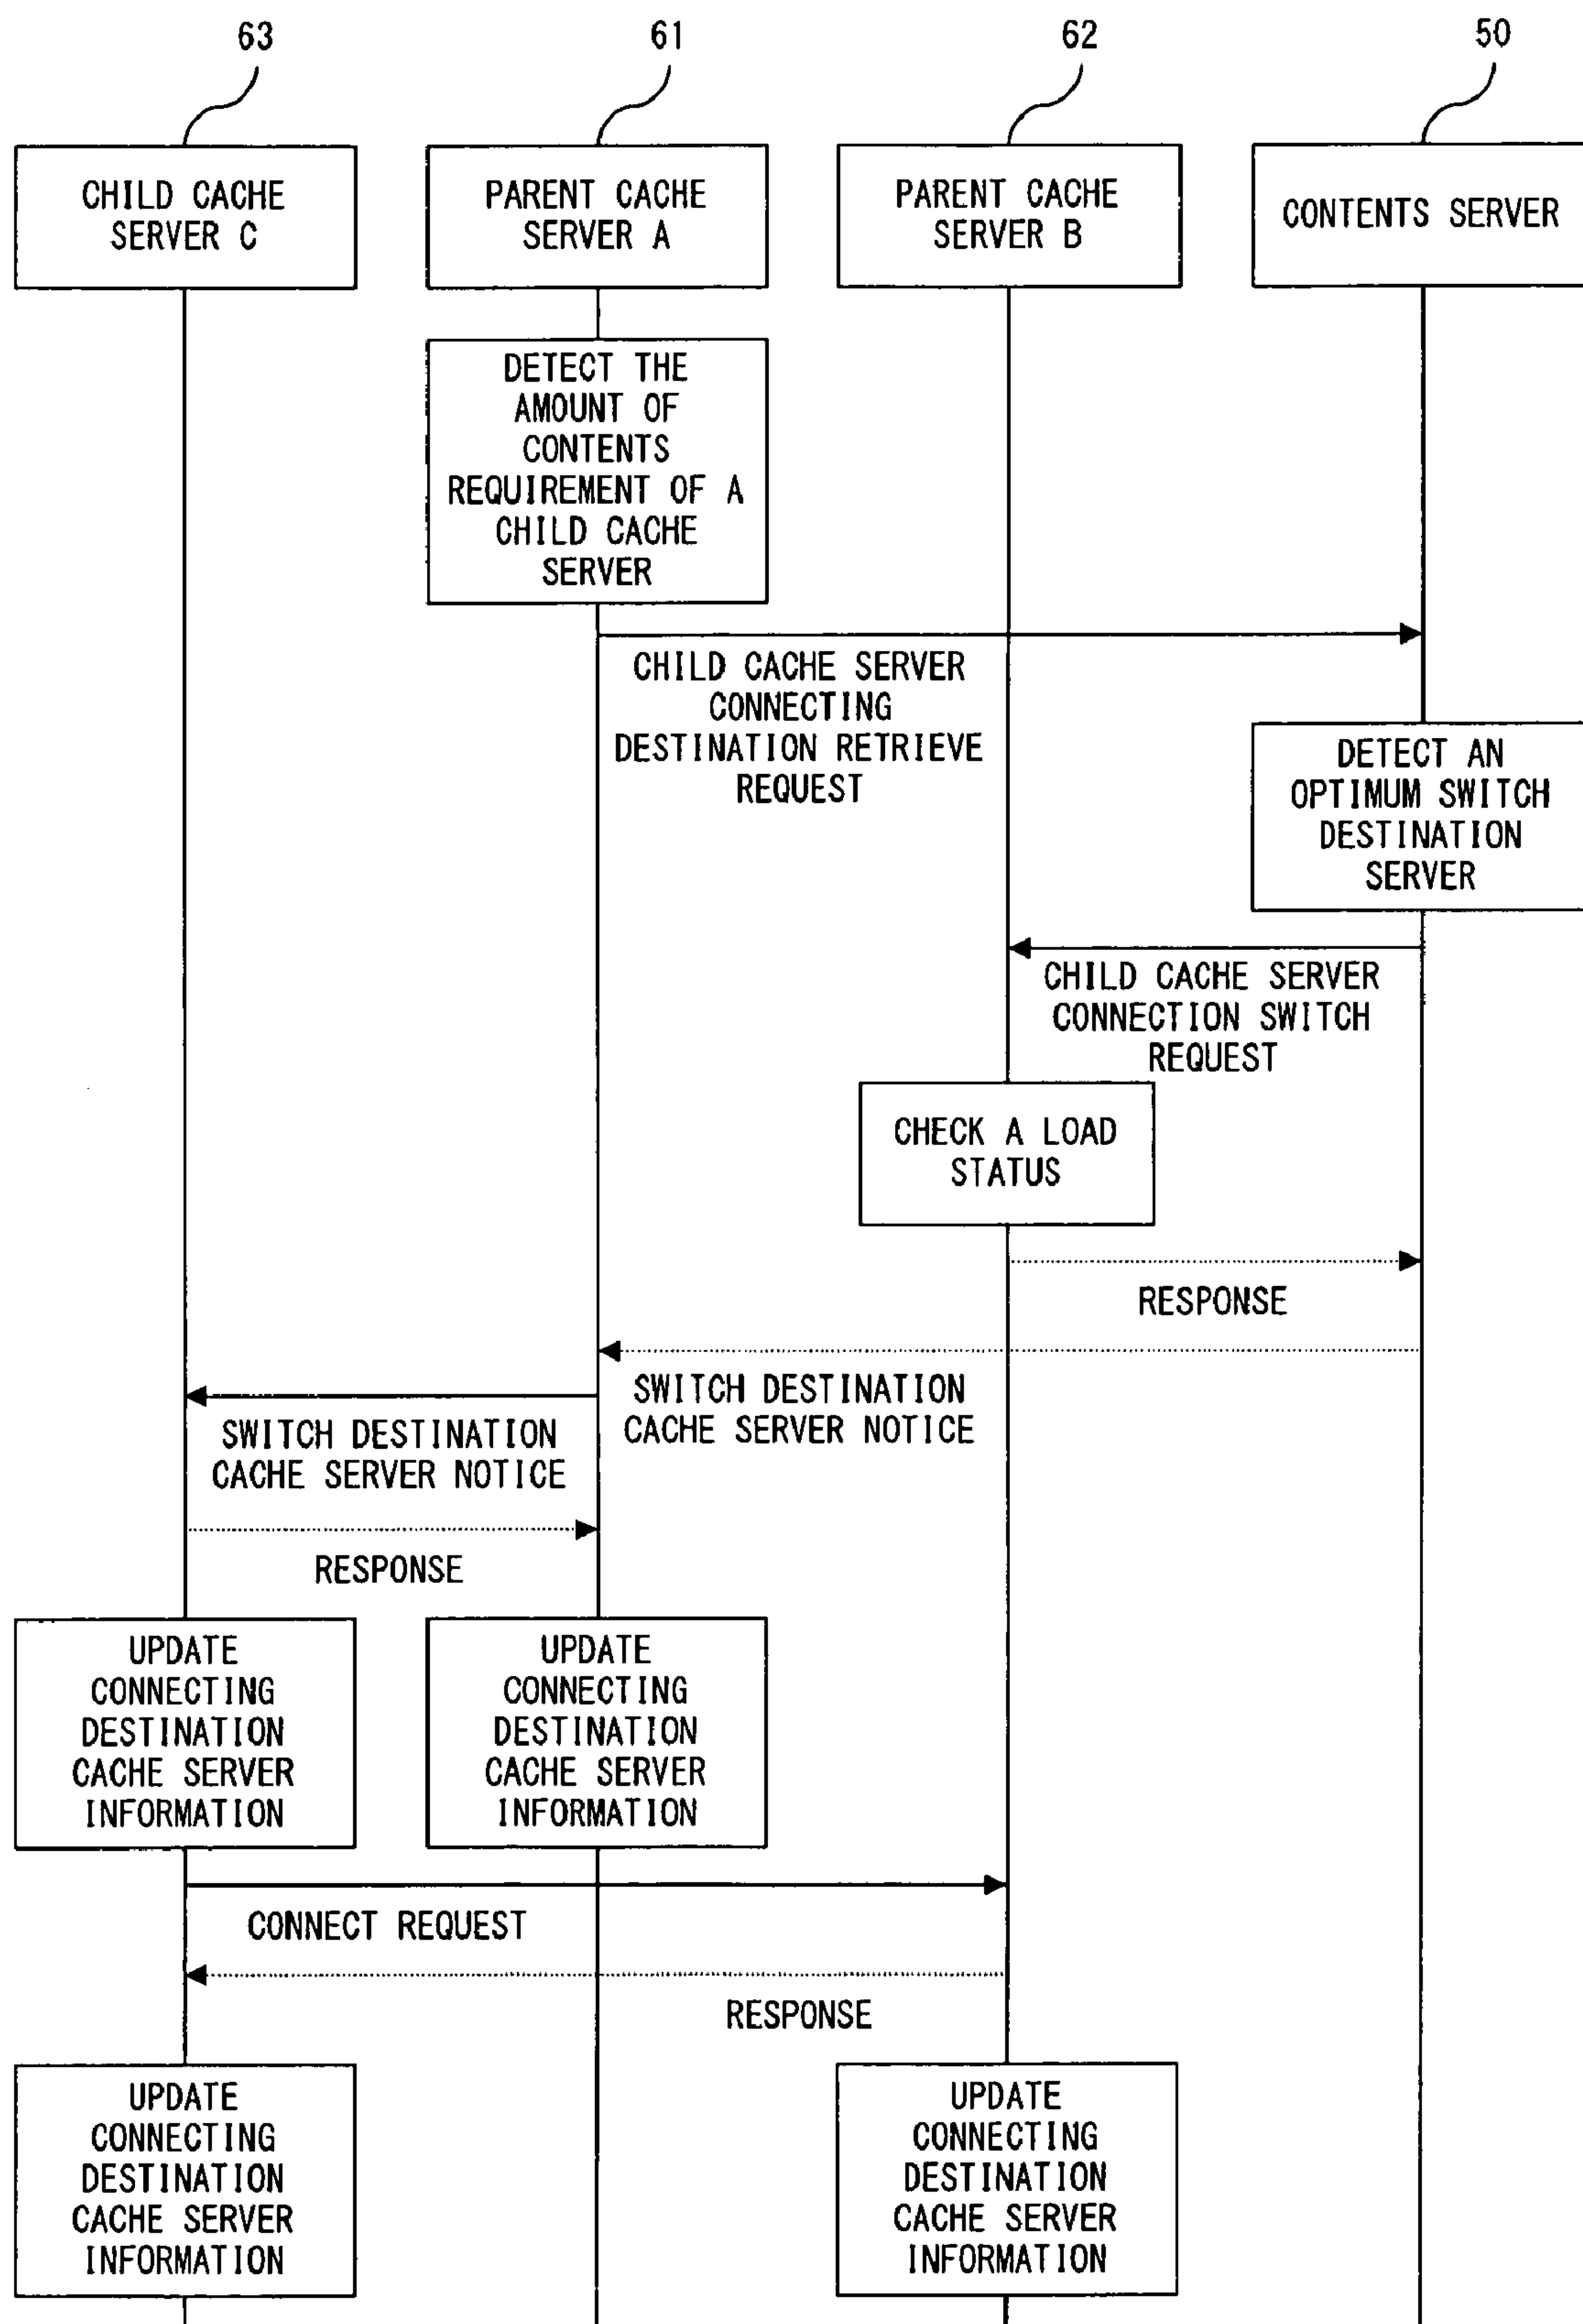 63
61
62
50
CHILD CACHE
SERVER C
PARENT CACHE
SERVER A
PARENT CACHE
SERVER B
CONTENTS SERVER
DETECT THE
AMOUNT OF
CONTENTS
REQUIREMENT OF A
CHILD CACHE
SERVER
CHILD CACHE SERVER
CONNECTING
DESTINATION RETRIEVE
REQUEST
DETECT AN
OPTIMUM SWITCH
DESTINATION
SERVER
CHILD CACHE SERVER
CONNECTION SWITCH
REQUEST
CHECK A LOAD
STATUS
RESPONSE
SWITCH DESTINATION
CACHE SERVER NOTICE
SWITCH DESTINATION
CACHE SERVER NOTICE
RESPONSE
UPDATE
CONNECTING
DESTINATION
CACHE SERVER
INFORMATION
UPDATE
CONNECTING
DESTINATION
CACHE SERVER
INFORMATION
CONNECT REQUEST
RESPONSE
UPDATE
CONNECTING
DESTINATION
CACHE SERVER
INFORMATION
UPDATE
CONNECTING
DESTINATION
CACHE SERVER
INFORMATION